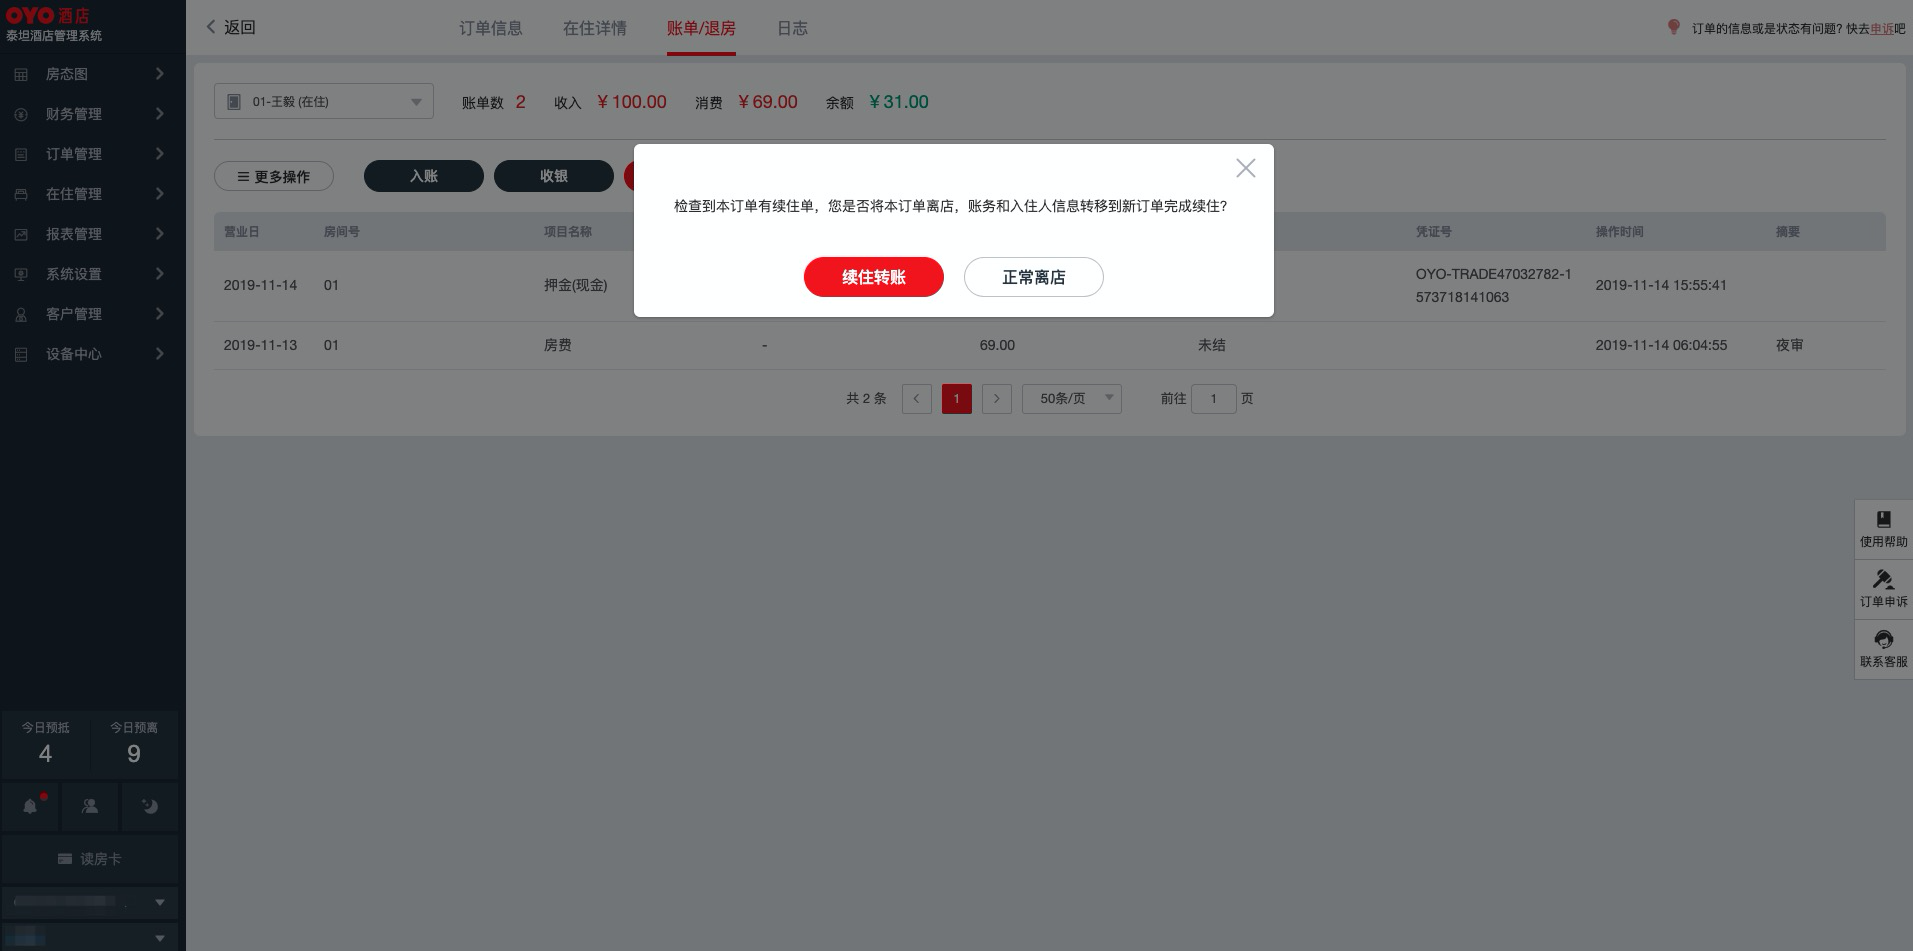 OYO 酒店
泰坦酒店管理系统
返回
订单信息
在住详情
账单/退房
日志
订单的信息或是状态有问题? 快去申诉吧
房态图
财务管理
订单管理
在住管理
报表管理
系统设置
客户管理
设备中心
01-王毅 (在住)
账单数 2
收入 ¥100.00
消费 ¥69.00
余额 ¥31.00
更多操作
入账
收银
检查到本订单有续住单，您是否将本订单离店，账务和入住人信息转移到新订单完成续住?
续住转账
正常离店
营业日 房间号 项目名称 凭证号 操作时间 摘要
2019-11-14 01 押金(现金) OYO-TRADE47032782-1 2019-11-14 15:55:41
573718141063
2019-11-13 01 房费 - 69.00 未结 2019-11-14 06:04:55 夜审
共 2 条 1 50条/页 前往 1 页
使用帮助
订单申诉
联系客服
今日预抵 今日预离
4 9
读房卡